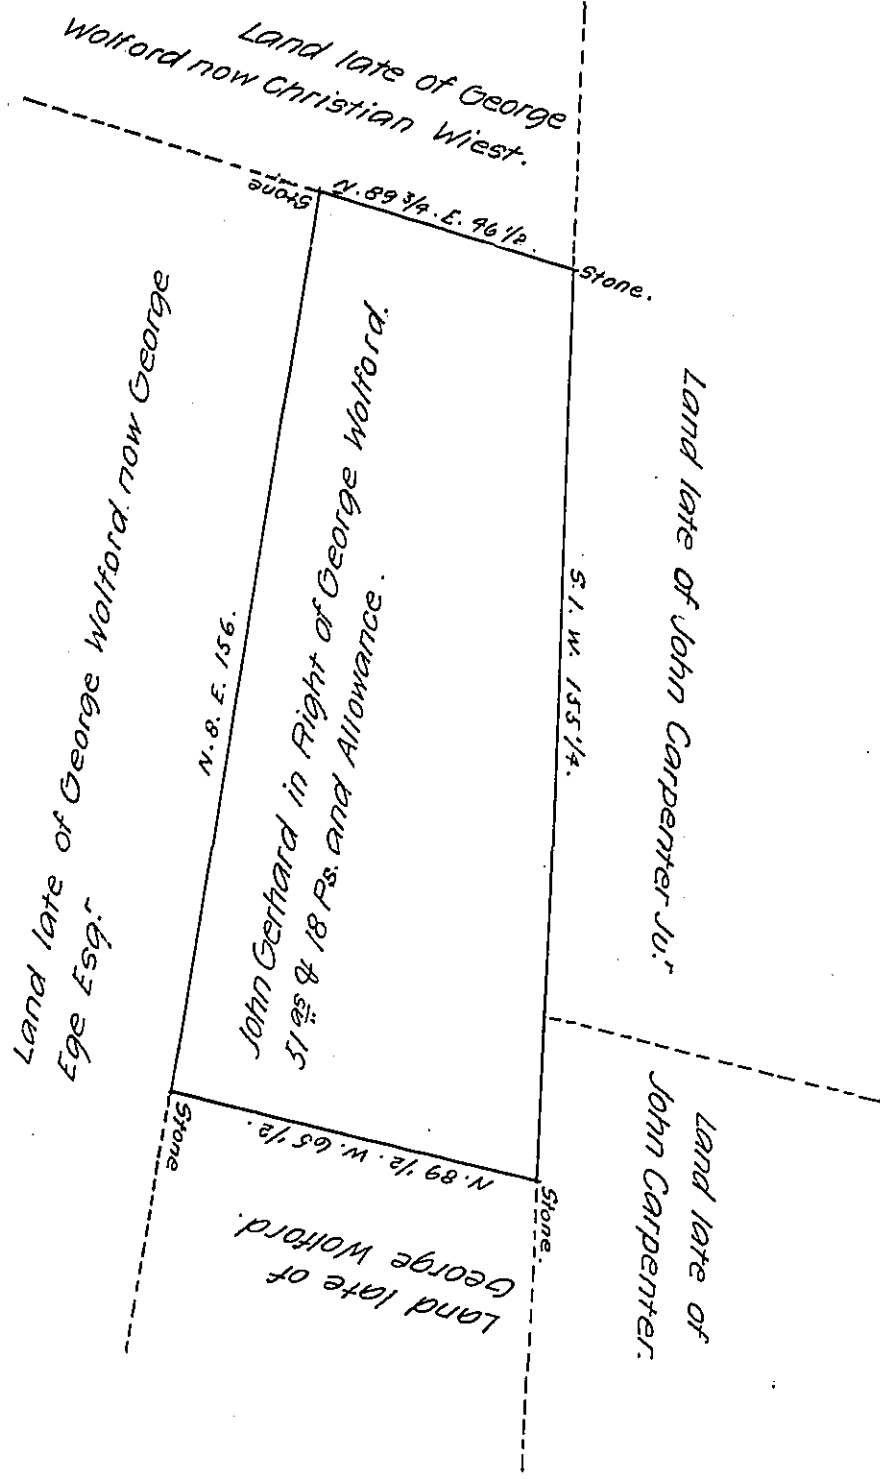 Land late of George
Wolford now Christian Wiest.
Stone
N. 89 3/4. E. 46 1/2.
Stone.
Land late of George Wolford. now George
Ege Esq.r
N. 8. E. 156.
John Gerhard in Right of George Wolford.
51 as & 18 Ps. and Allowance.
S. 1. W. 155 1/4.
Land late of John Carpenter Ju.r
Stone
N. 89 1/2. W. 65 1/2.
Stone.
Land late of
George Wolford.
Land late of
John Carpenter.